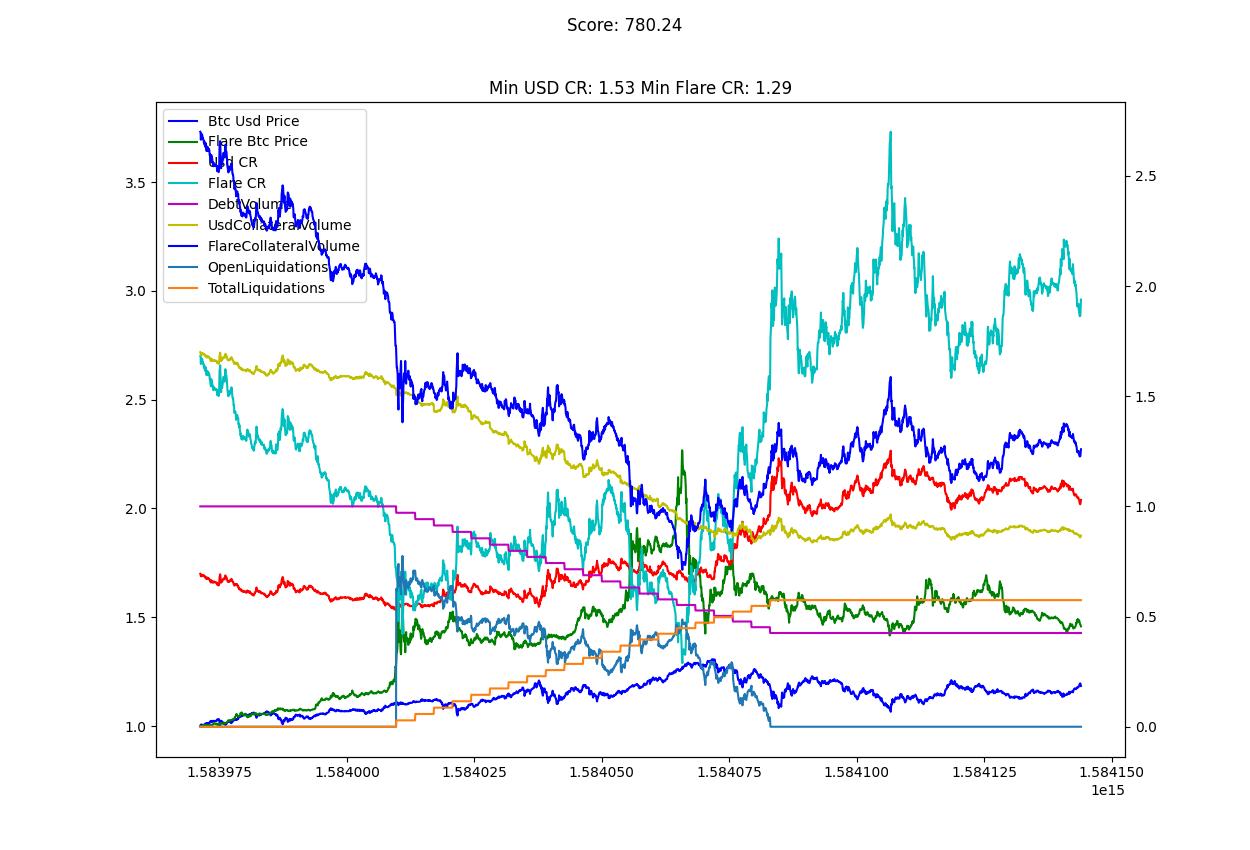 Score: 780.24
Min USD CR: 1.53 Min Flare CR: 1.29
Btc Usd Price
Flare Btc Price
Usd CR
Flare CR
DebtVolume
UsdCollateralVolume
FlareCollateralVolume
OpenLiquidations
TotalLiquidations
3.5
3.0
2.5
2.0
1.5
1.0
2.5
2.0
1.5
1.0
0.5
0.0
1.583975
1.584000
1.584025
1.584050
1.584075
1.584100
1.584125
1.584150
1e15